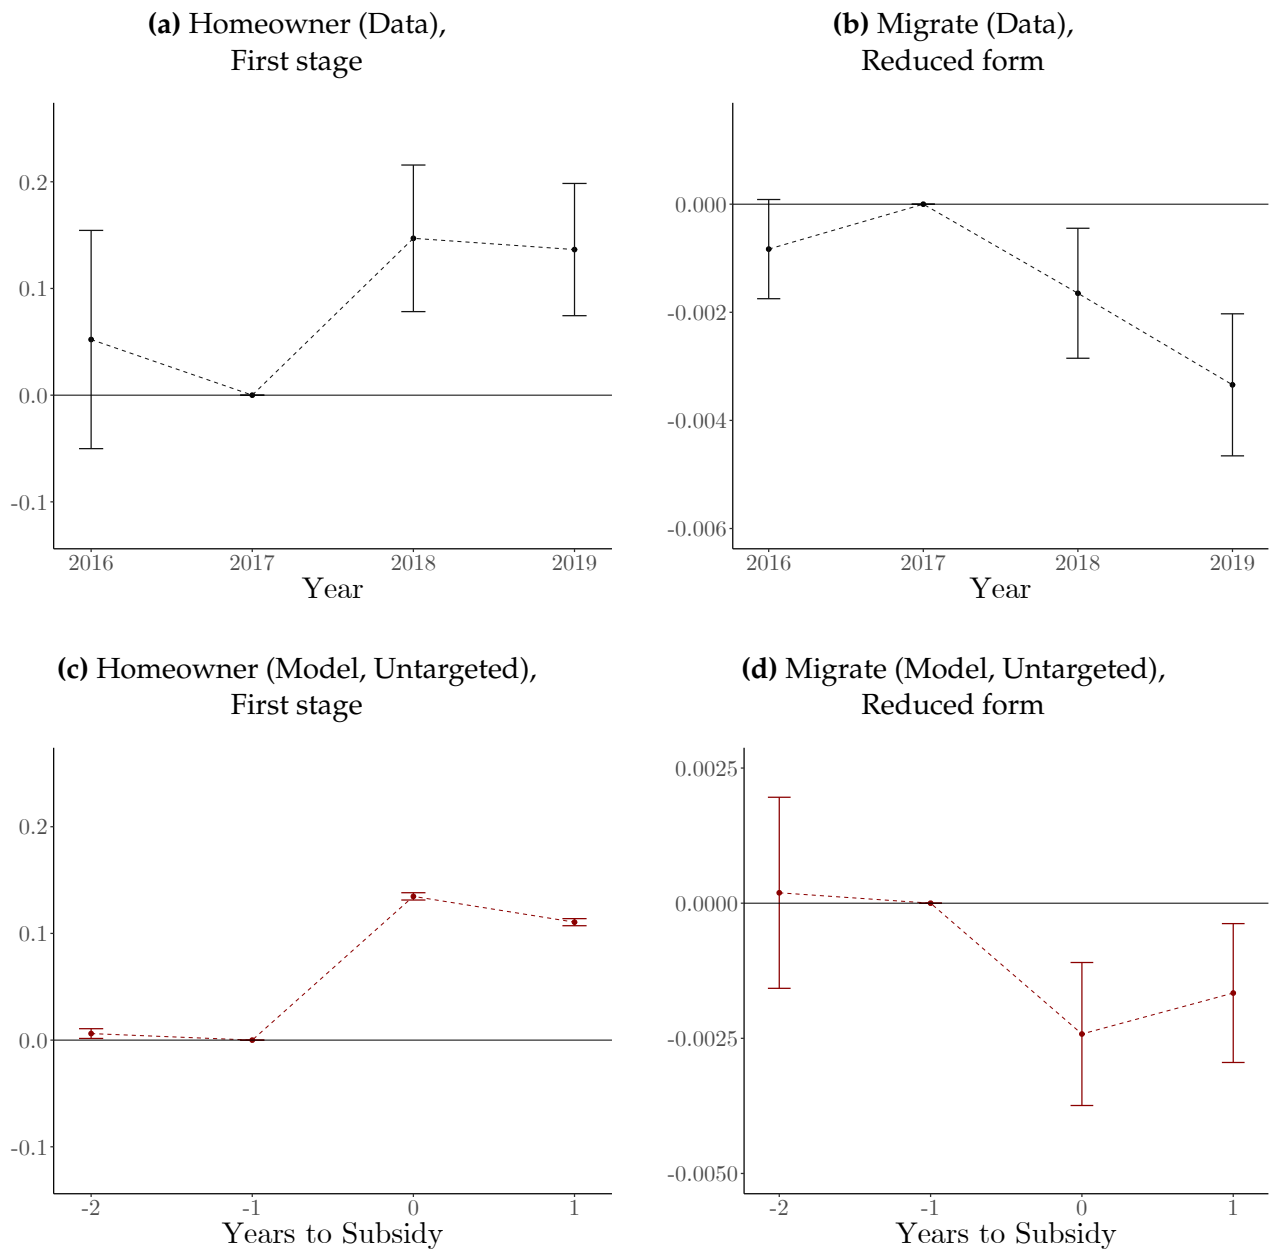 (a) Homeowner (Data),
First stage
0.2
0.1
0.0
-0.1
2016 2017 2018 2019
Year
(b) Migrate (Data),
Reduced form
0.000
-0.002
-0.004
-0.006
2016 2017 2018 2019
Year
(c) Homeowner (Model, Untargeted),
First stage
0.2
0.1
0.0
-0.1
-2 -1 0 1
Years to Subsidy
(d) Migrate (Model, Untargeted),
Reduced form
0.0025
0.0000
-0.0025
-0.0050
-2 -1 0 1
Years to Subsidy